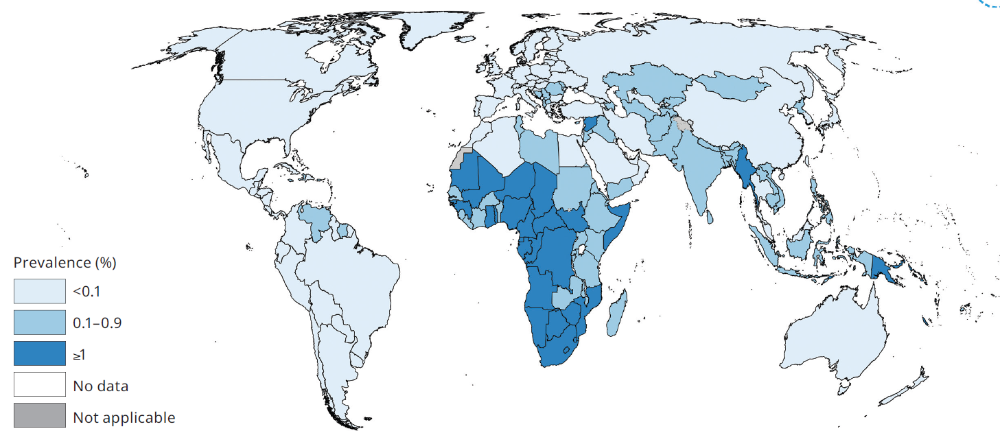 Prevalence (%)
<0.1
0.1–0.9
≥1
No data
Not applicable